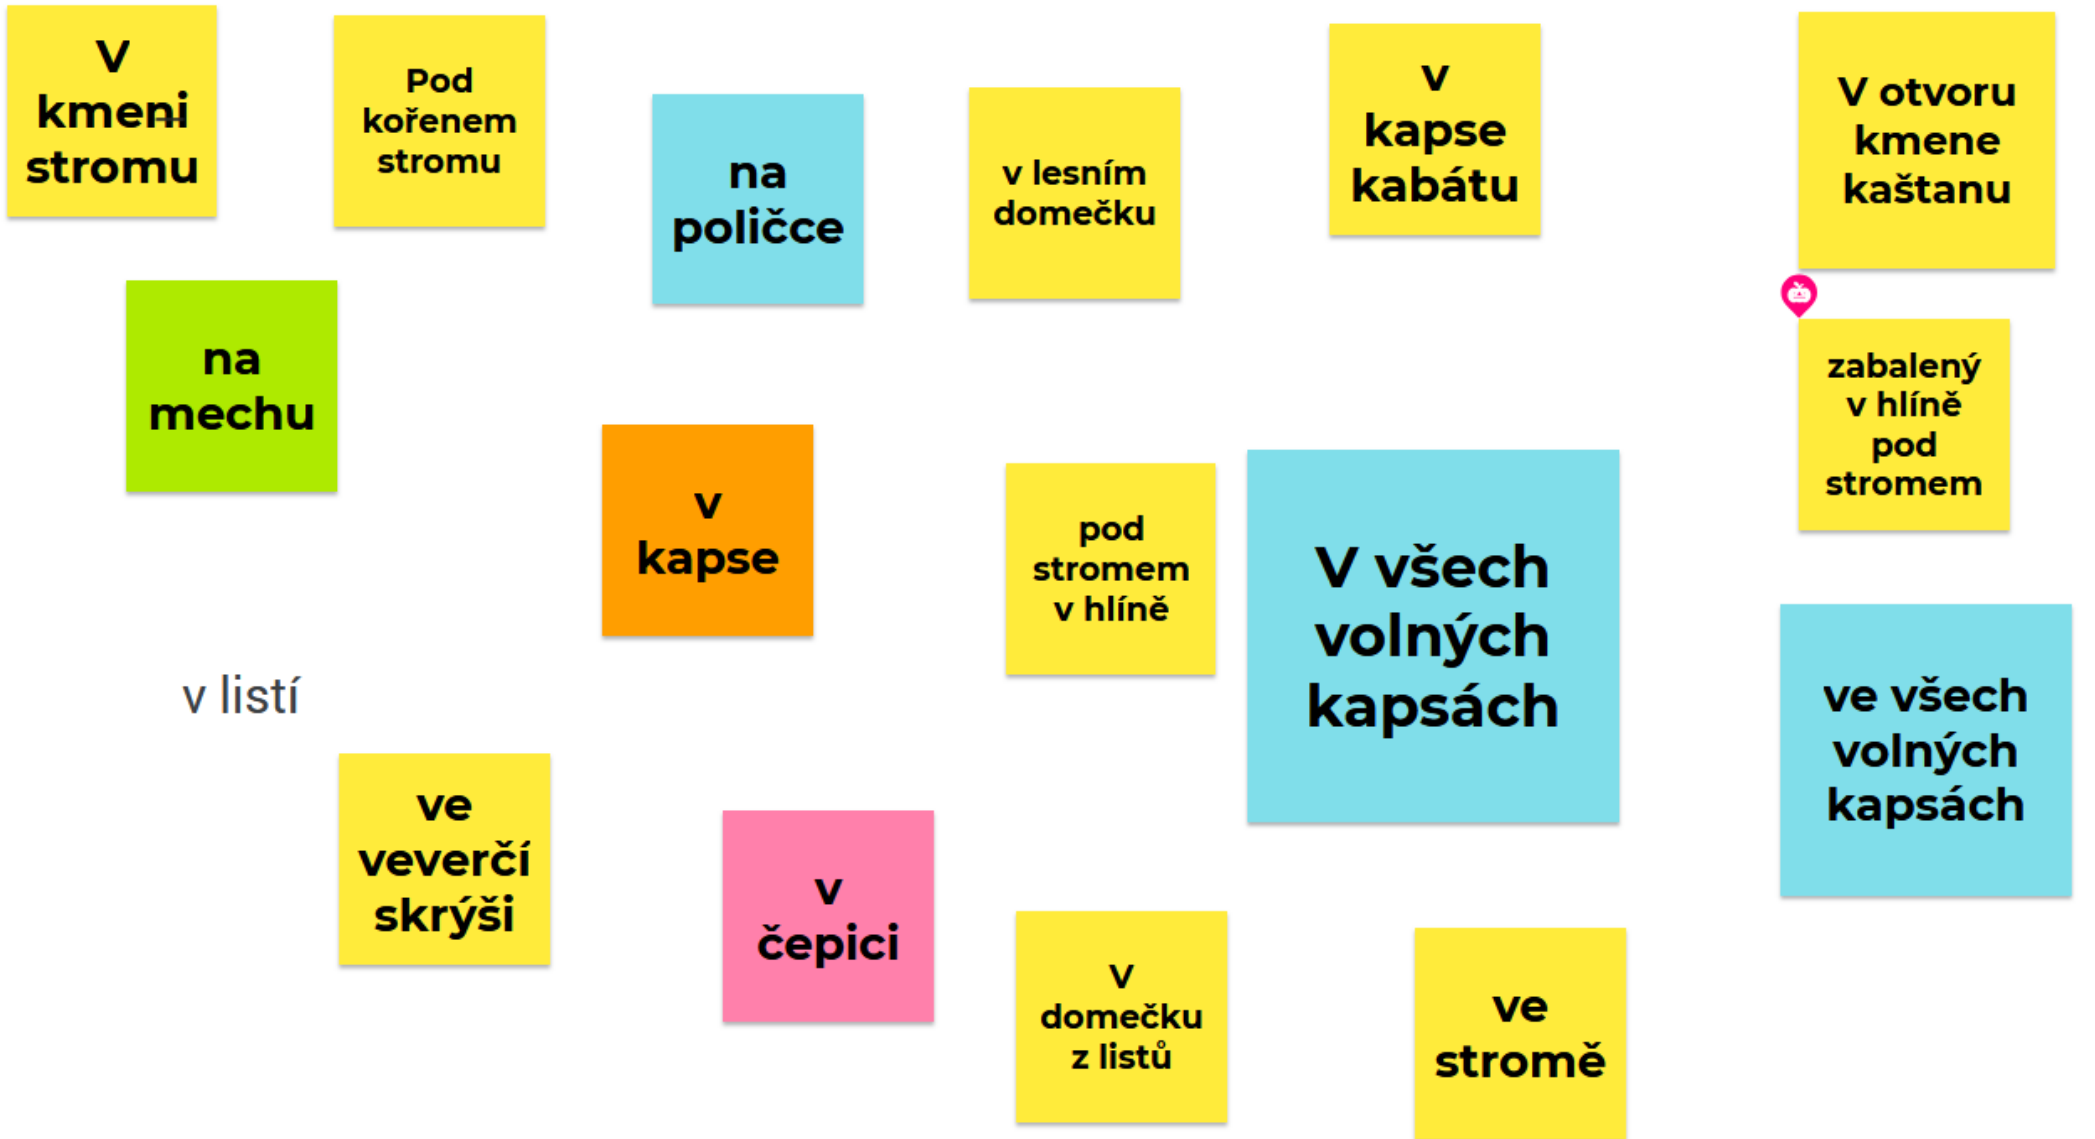 V
kmeni
stromu
Pod
kořenem
stromu
na
poličce
v lesním
domečku
v
kapse
kabátu
V otvoru
kmene
kaštanu
na
mechu
zabalený
v hlíně
pod
stromem
v
kapse
pod
stromem
v hlíně
V všech
volných
kapsách
ve všech
volných
kapsách
v listí
ve
veverčí
skrýši
v
čepici
V
domečku
z listů
ve
stromě